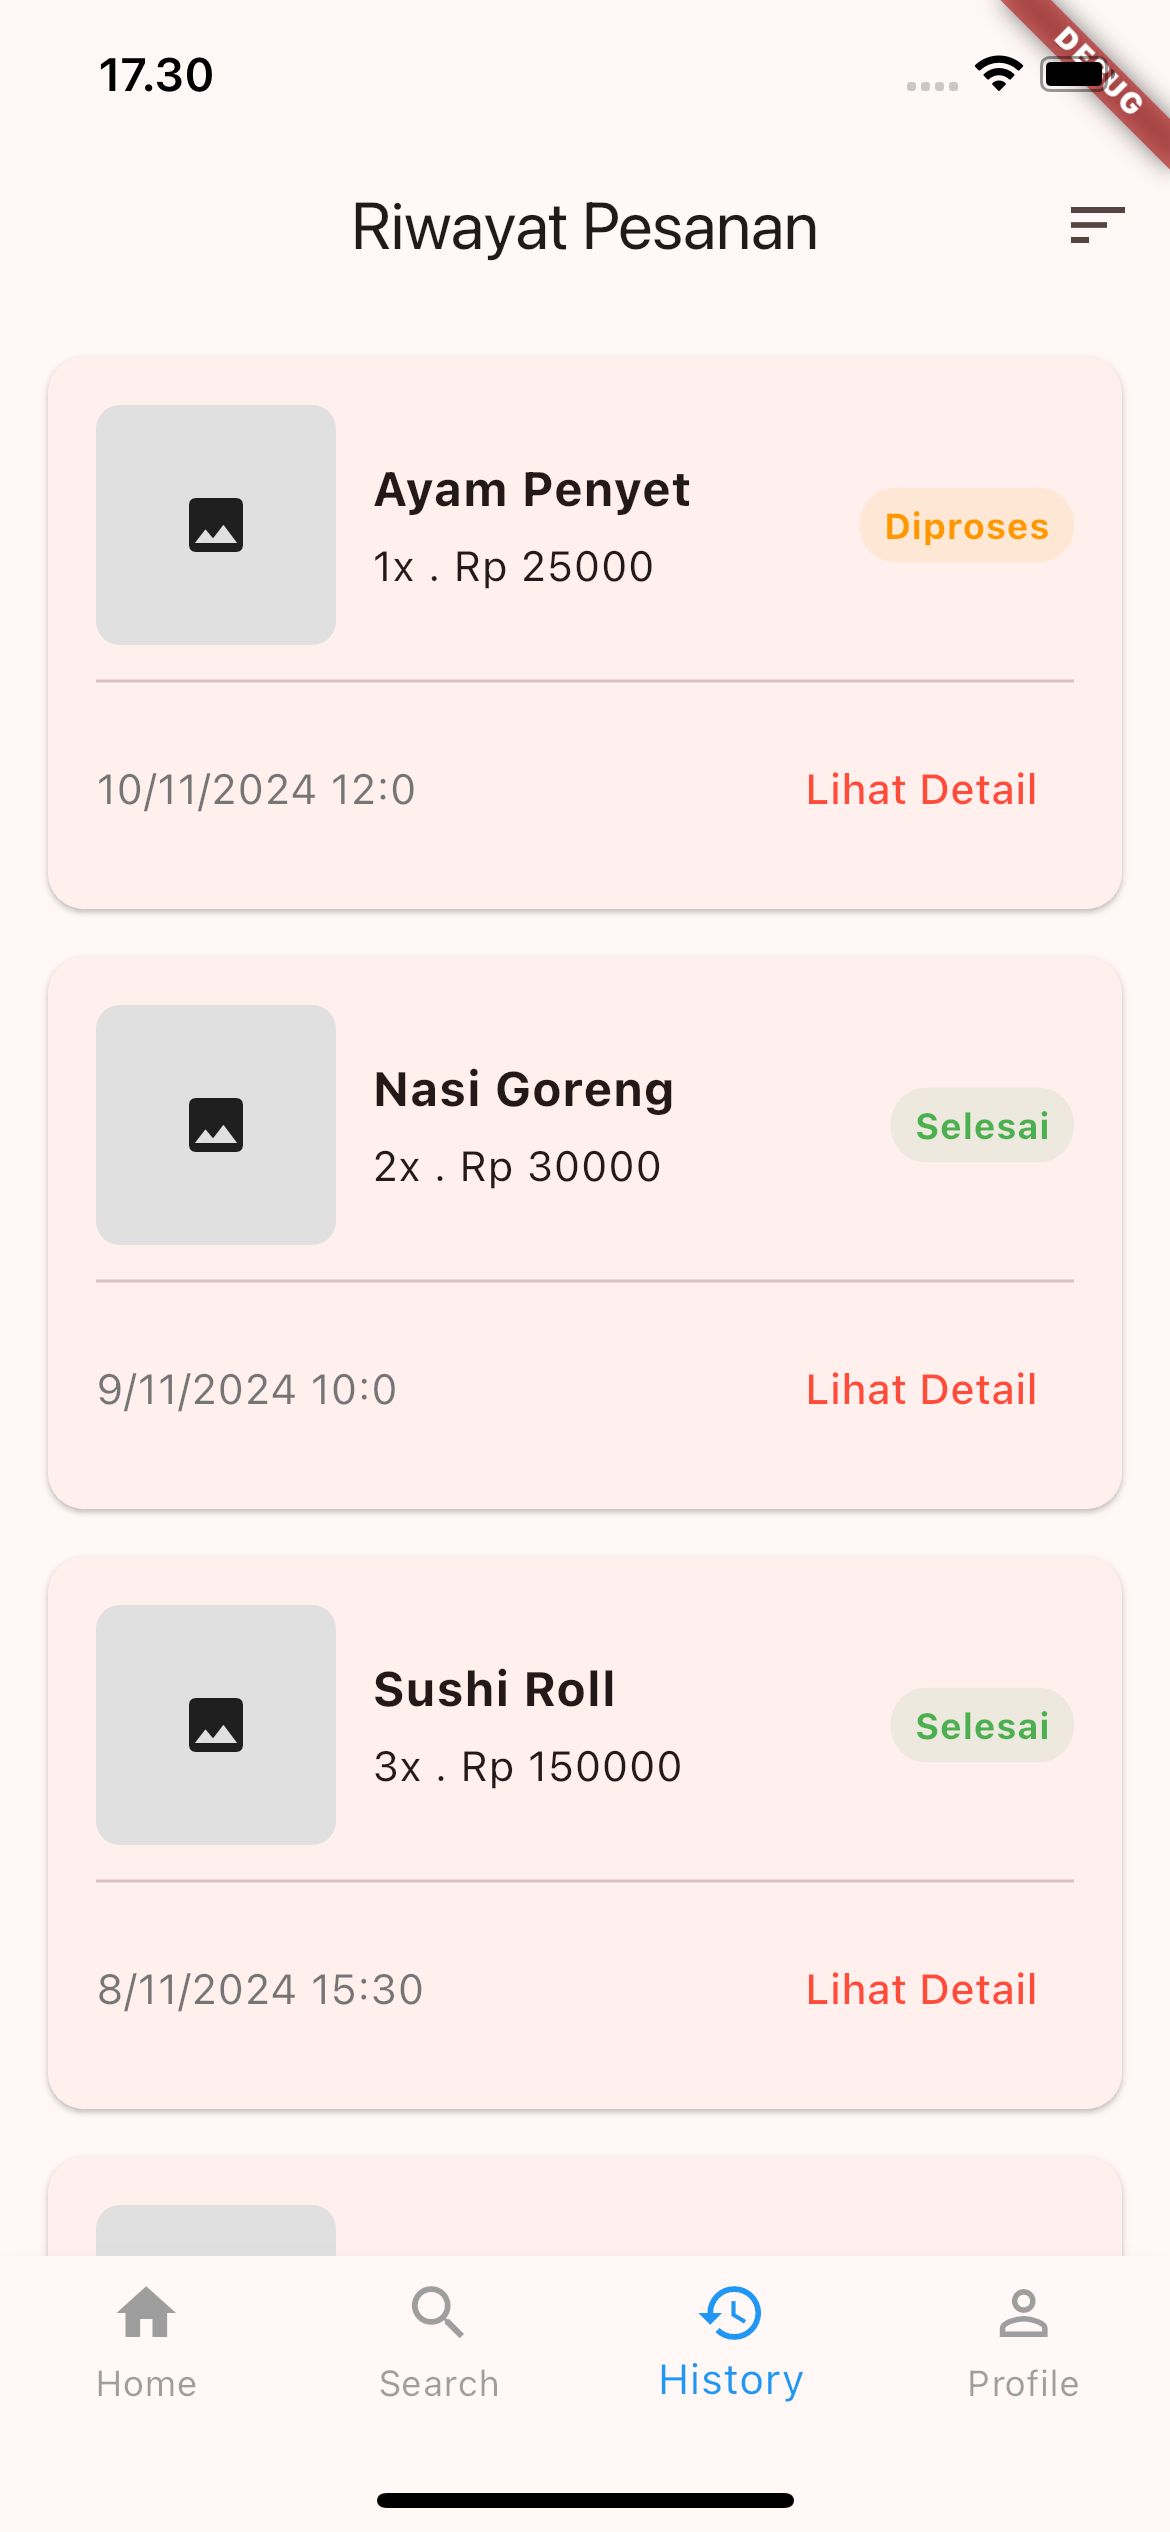 17.30
DEBUG
Riwayat Pesanan
Ayam Penyet
1x . Rp 25000
Diproses
10/11/2024 12:0
Lihat Detail
Nasi Goreng
2x . Rp 30000
Selesai
9/11/2024 10:0
Lihat Detail
Sushi Roll
3x . Rp 150000
Selesai
8/11/2024 15:30
Lihat Detail
Home
Search
History
Profile